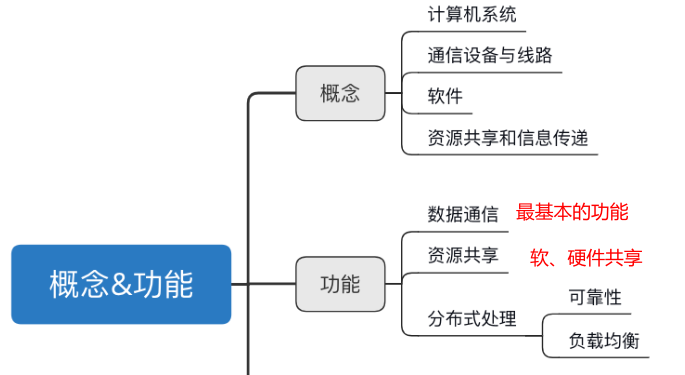 计算机系统
通信设备与线路
概念
软件
资源共享和信息传递
数据通信 最基本的功能
资源共享 软、硬件共享
概念&功能
功能
可靠性
分布式处理
负载均衡